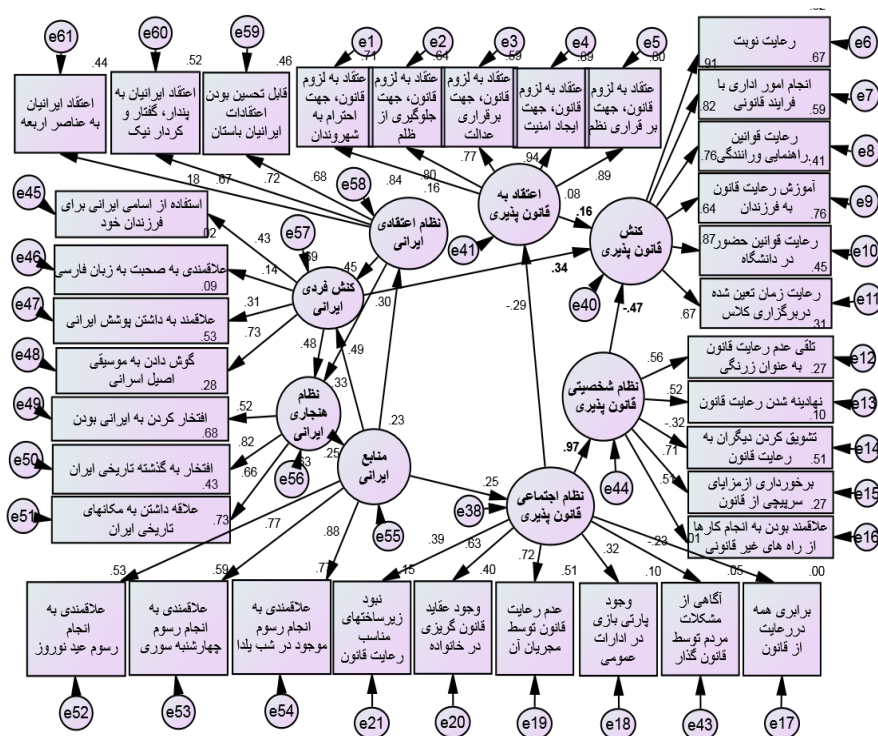 e61
e60
e59
e1
e2
e3
e4
e5
.44
.52
.46
.71
.64
.59
.89
.80
اعتقاد ایرانیان
به عناصر اربعه
اعتقاد ایرانیان به
پندار، گفتار و
کردار نیک
قابل تحسین بودن
اعتقادات
ایرانیان باستان
اعتقاد به لزوم
قانون، جهت
احترام به
شهروندان
اعتقاد به لزوم
قانون، جهت
جلوگیری از
ظلم
اعتقاد به لزوم
قانون، جهت
برقراری
عدالت
اعتقاد به لزوم
قانون، جهت
ایجاد امنیت
اعتقاد به لزوم
قانون، جهت
بر قراری نظم
رعایت نوبت
.67
e6
انجام امور اداری با
فرایند قانونی
.59
e7
رعایت قوانین
راهنمایی ورانندگی
.41
e8
آموزش رعایت قانون
به فرزندان
.76
e9
رعایت قوانین حضور
در دانشگاه
.45
e10
رعایت زمان تعین شده
دربرگزاری کلاس
.31
e11
.91
.82
.76
.64
.87
.67
.18
.67
.72
.68
.84
.80
.77
.94
.89
.16
e58
نظام اعتقادی
ایرانی
اعتقاد به
قانون پذیری
e41
.08
.16
کنش
قانون پذیری
e40
.34
-.47
-.29
e45
استفاده از اسامی ایرانی برای
فرزندان خود
.02
e46
علاقمندی به صحبت به زبان فارسی
.09
e47
علاقمند به داشتن پوشش ایرانی
.53
e48
گوش دادن به موسیقی
اصیل اسرانی
.28
e49
افتخار کردن به ایرانی بودن
.68
e50
افتخار به گذشته تاریخی ایران
.43
e51
علاقه داشتن به مکانهای
تاریخی ایران
.73
e57
.69
.43
.14
.31
.73
کنش فردی
ایرانی
.45
.30
.49
.48
.33
.52
.82
.66
نظام
هنجاری
ایرانی
.25
e56
.63
.23
منابع
ایرانی
e55
.25
e38
نظام اجتماعی
قانون پذیری
.97
نظام شخصیتی
قانون پذیری
e44
.56
.52
-.32
.71
.51
تلقی عدم رعایت قانون
به عنوان زرنگی
.27
e12
نهادینه شدن رعایت قانون
.10
e13
تشویق کردن دیگران به
رعایت قانون
.51
e14
برخورداری ازمزایای
سرپیچی از قانون
.27
e15
علاقمند بودن به انجام کارها
از راه های غیر قانونی
.01
e16
.77
.59
.88
.39
.63
.72
.32
-.23
.53
.77
.15
.40
.51
.10
.05
.00
علاقمندی به
انجام
رسوم عید نوروز
علاقمندی به
انجام رسوم
چهارشنبه سوری
علاقمندی به
انجام رسوم
موجود در شب یلدا
نبود
زیرساختهای
مناسب
رعایت قانون
وجود عقاید
قانون گریزی
در خانواده
عدم رعایت
قانون توسط
مجریان آن
وجود
پارتی بازی
در ادارات
عمومی
آگاهی از
مشکلات
مردم توسط
قانون گذار
برابری همه
دررعایت
از قانون
e52
e53
e54
e21
e20
e19
e18
e43
e17